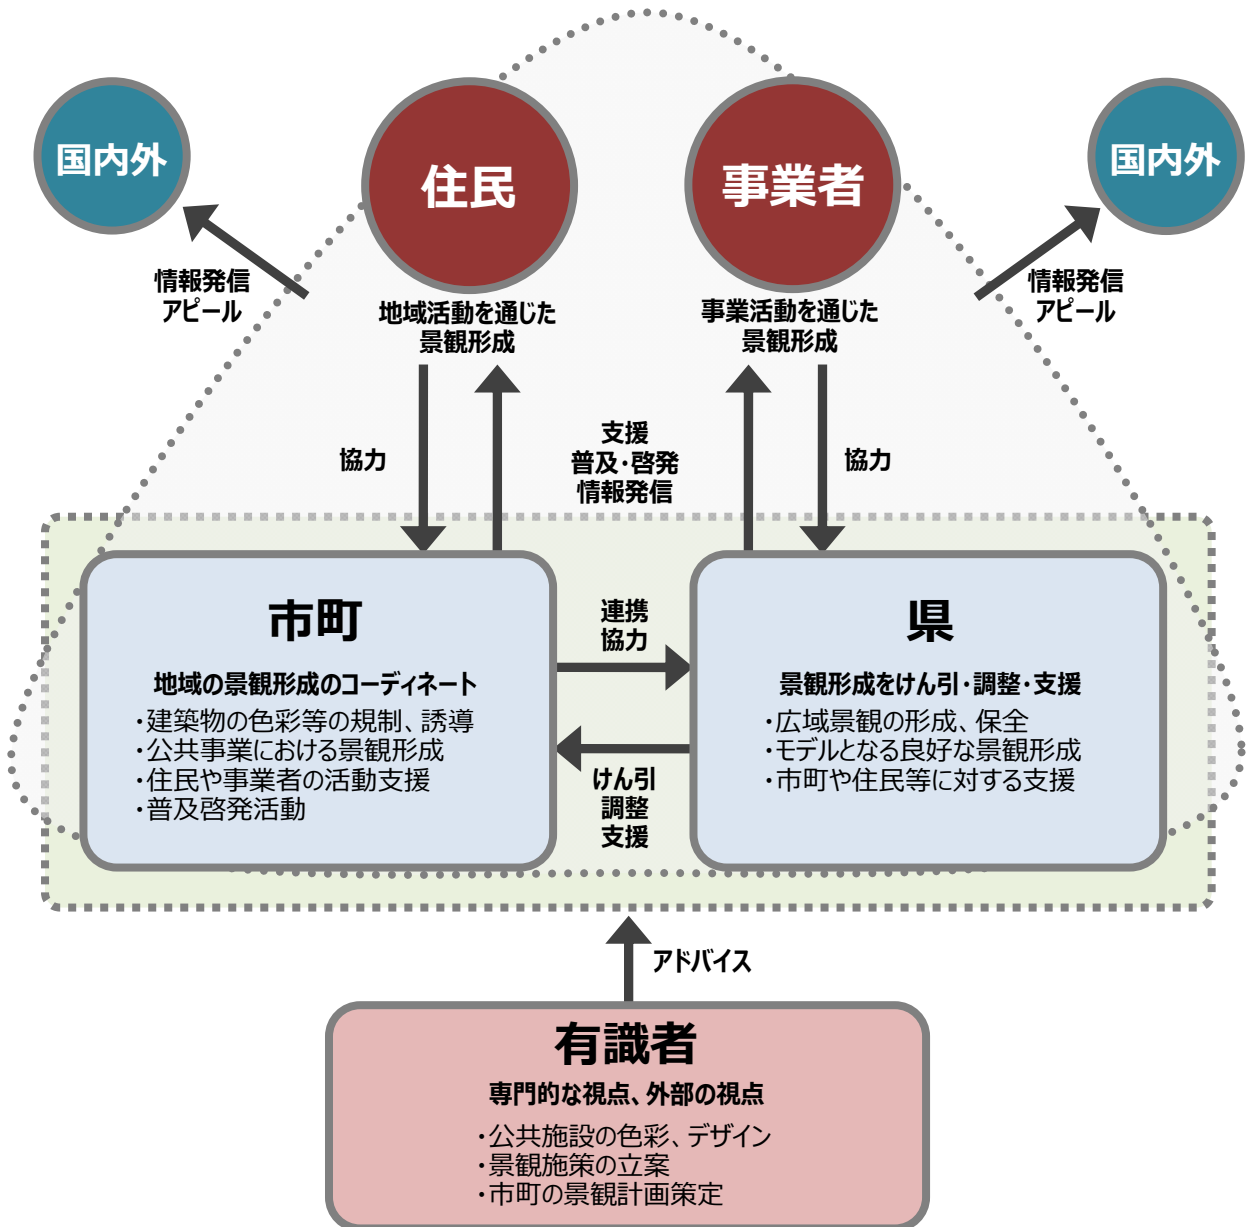 国内外
住民
事業者
国内外
情報発信
アピール
地域活動を通じた
景観形成
事業活動を通じた
景観形成
情報発信
アピール
協力
支援
普及・啓発
情報発信
協力
市町
地域の景観形成のコーディネート
・建築物の色彩等の規制、誘導
・公共事業における景観形成
・住民や事業者の活動支援
・普及啓発活動
連携
協力
けん引
調整
支援
県
景観形成をけん引・調整・支援
・広域景観の形成、保全
・モデルとなる良好な景観形成
・市町や住民等に対する支援
アドバイス
有識者
専門的な視点、外部の視点
・公共施設の色彩、デザイン
・景観施策の立案
・市町の景観計画策定